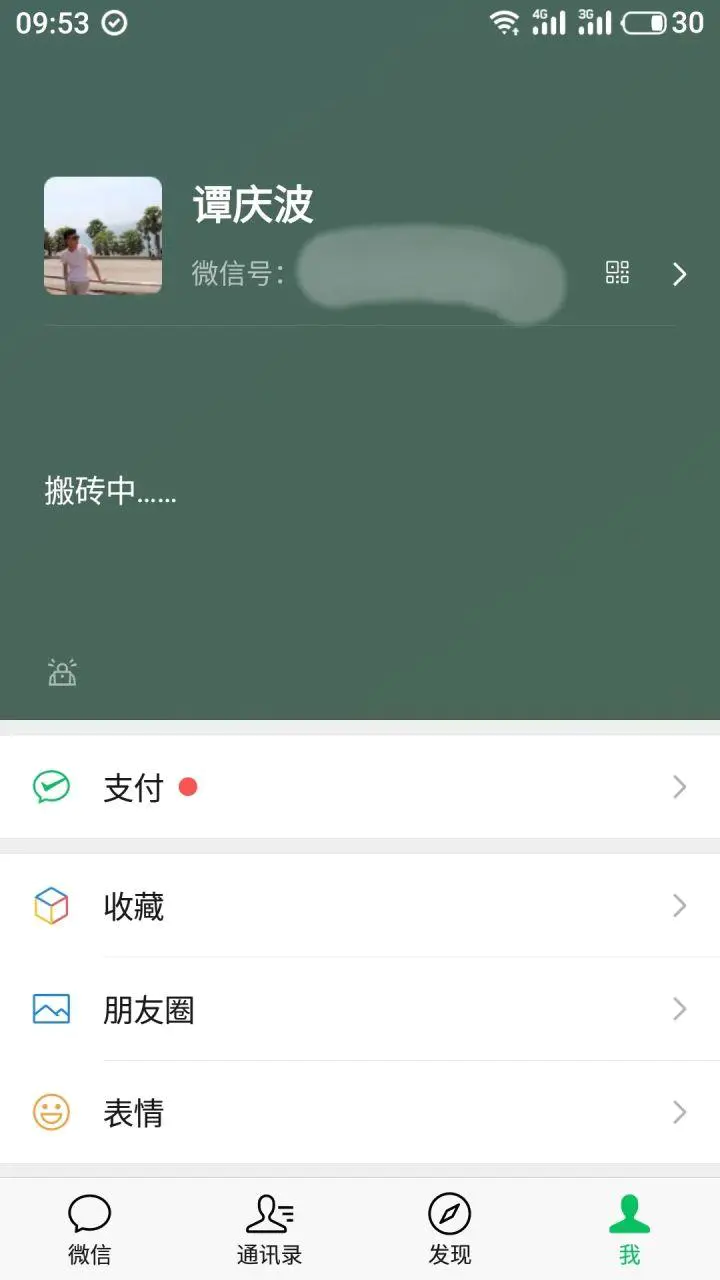 09:53 4G 3G 30
谭庆波
微信号：
搬砖中......
支付
收藏
朋友圈
表情
微信 通讯录 发现 我